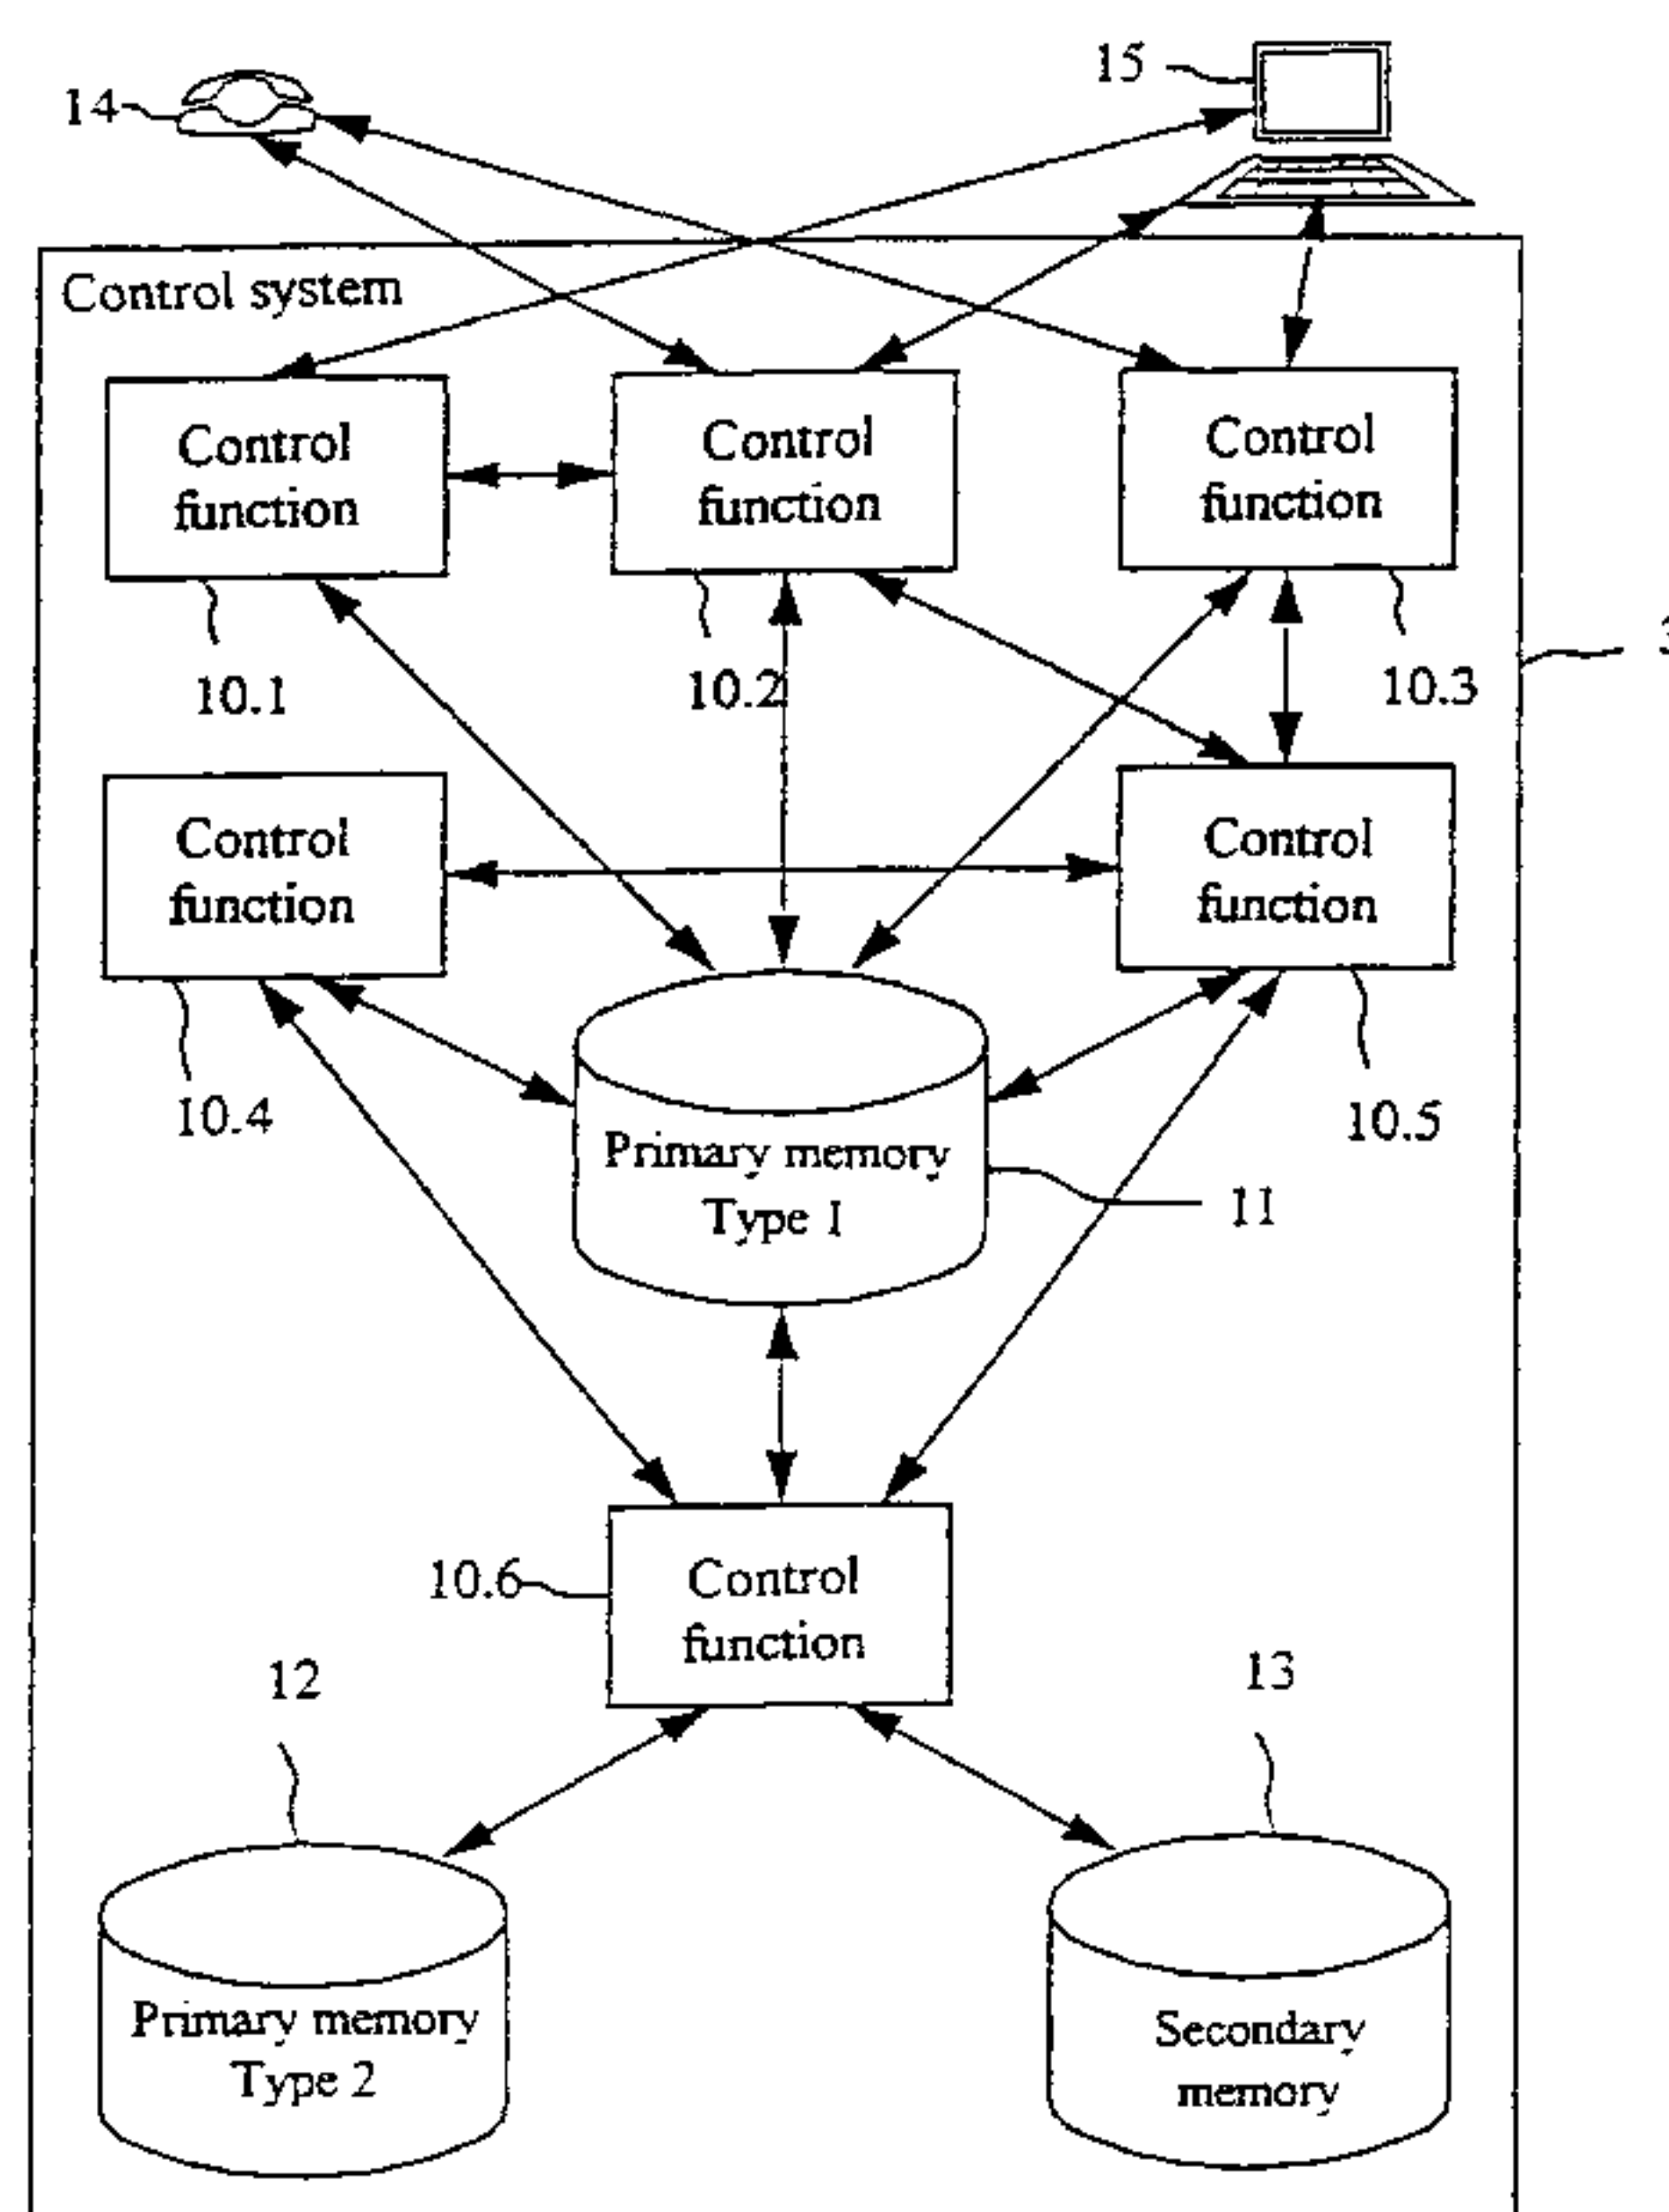 14
15
Control system
Control
function
Control
function
Control
function
10.1
10.2
10.3
Control
function
Control
function
10.4
10.5
Primary memory
Type 1
11
10.6
Control
function
12
13
Primary memory
Type 2
Secondary
memory